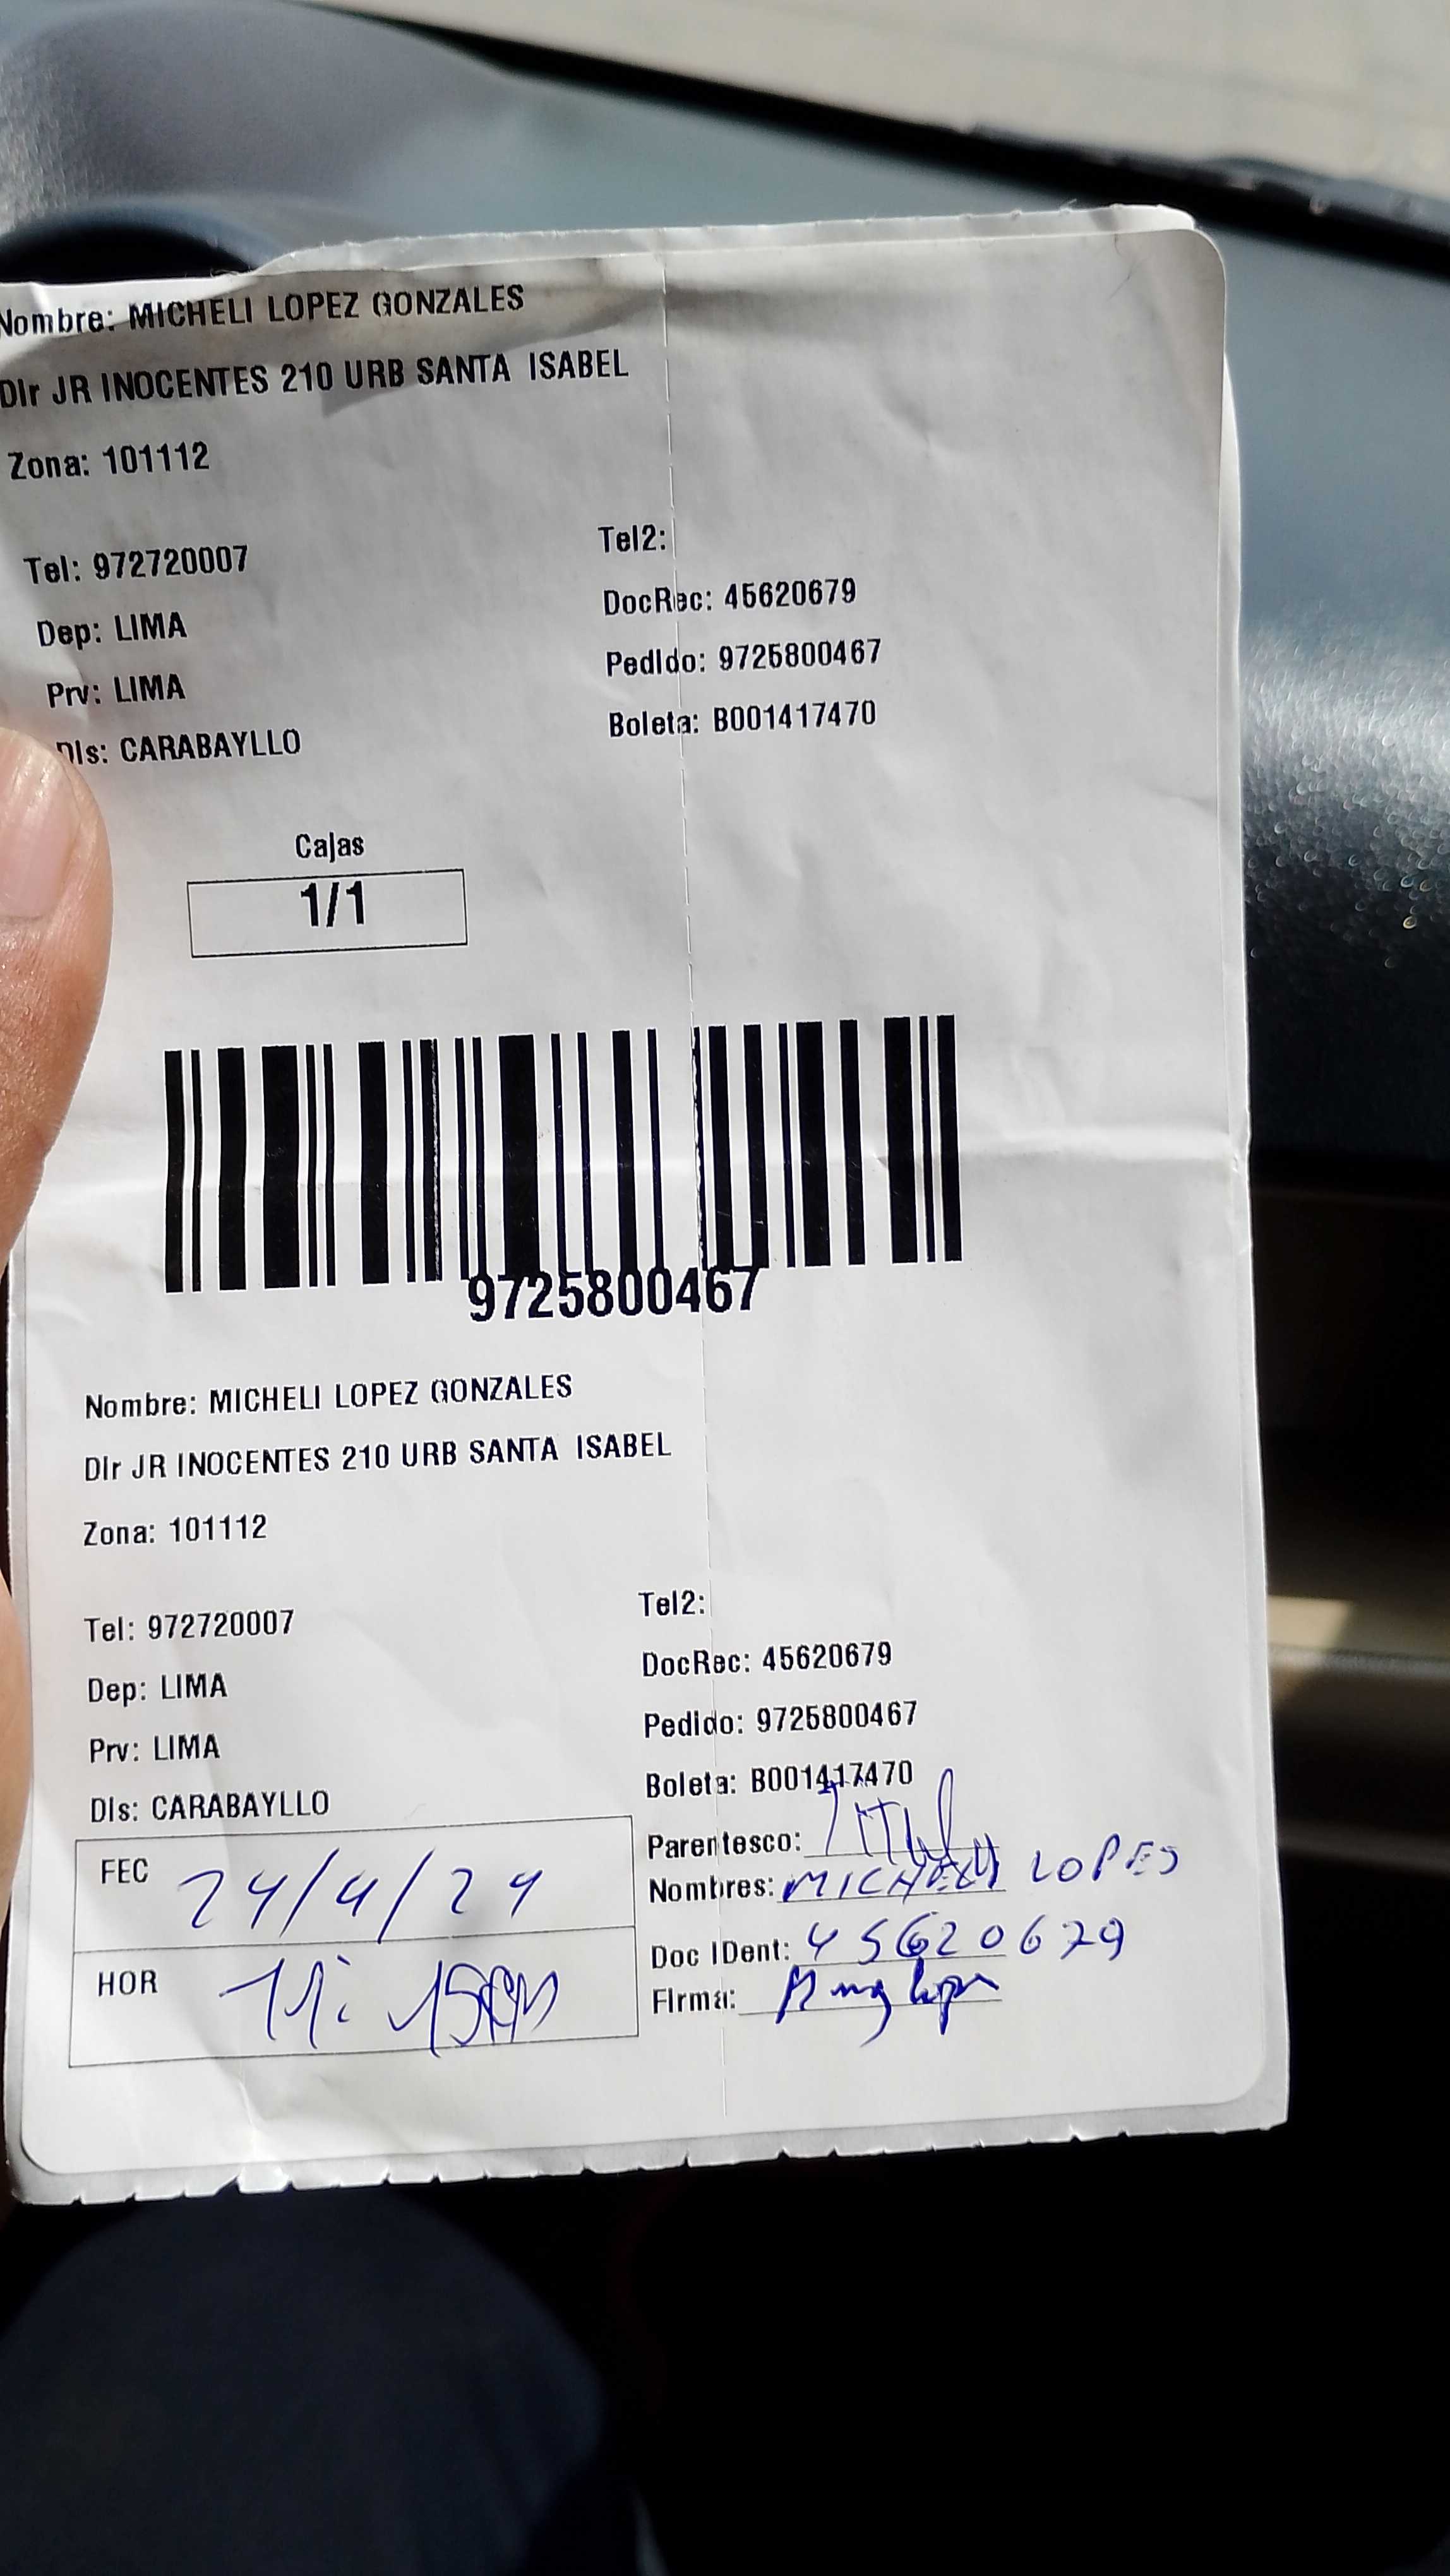 Nombre: MICHELI LOPEZ GONZALES
Dir JR INOCENTES 210 URB SANTA ISABEL
Zona: 101112
Tel: 972720007
Tel2:
Dep: LIMA
DocRec: 45620679
Prv: LIMA
Pedido: 9725800467
Dis: CARABAYLLO
Boleta: B001417470
Cajas
1/1
9725800467
Nombre: MICHELI LOPEZ GONZALES
Dir JR INOCENTES 210 URB SANTA ISABEL
Zona: 101112
Tel: 972720007
Tel2:
Dep: LIMA
DocRec: 45620679
Prv: LIMA
Pedido: 9725800467
Dis: CARABAYLLO
Boleta: B001417470
FEC 24/4/24
Parentesco:
Nombres: MICHELI LOPES
HOR
Doc IDent: 45620679
Firma: